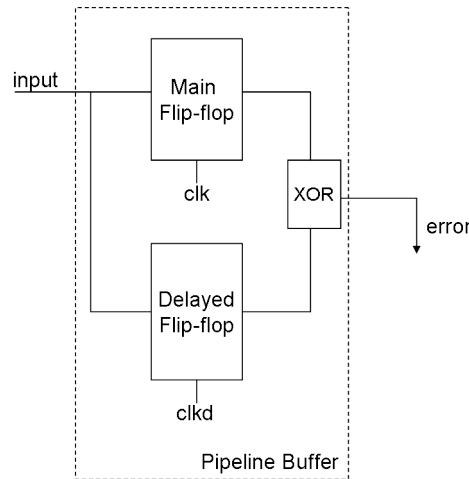 input
Main
Flip-flop
clk
XOR
error
Delayed
Flip-flop
clkd
Pipeline Buffer